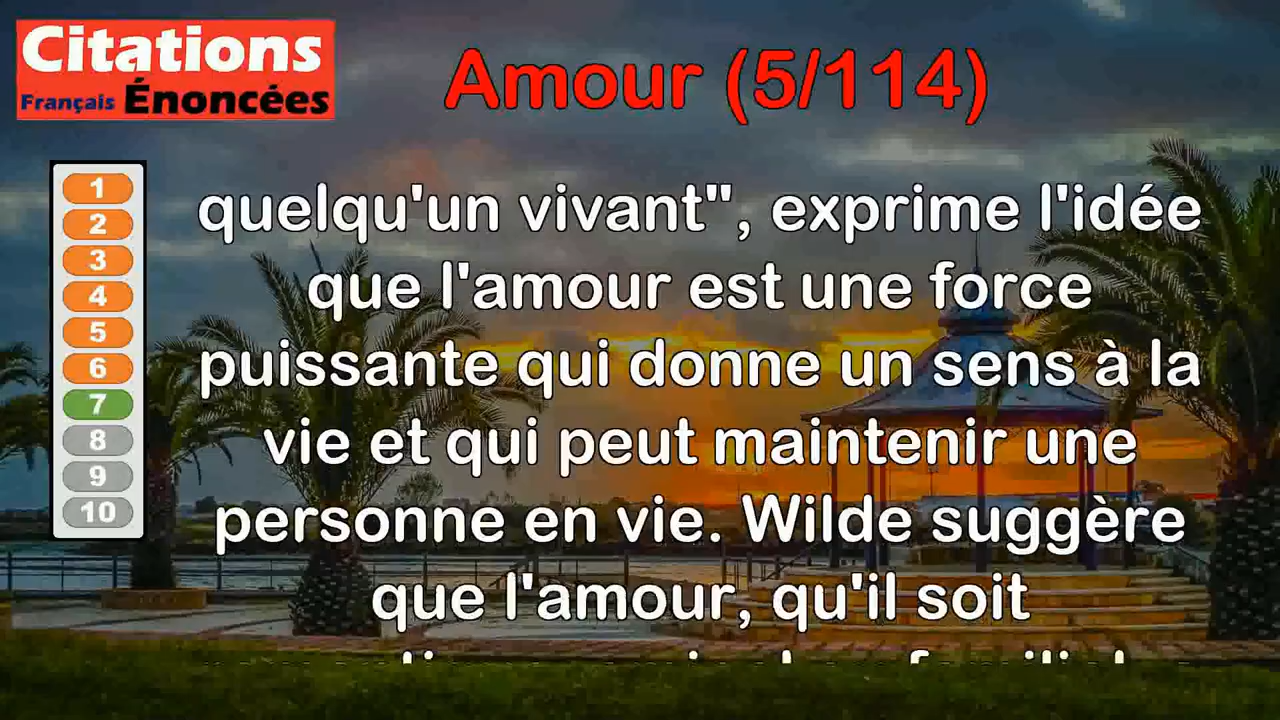 Citations
Français Énoncées
Amour (5/114)
1
2
3
4
5
6
7
8
9
10
quelqu'un vivant", exprime l'idée
que l'amour est une force
puissante qui donne un sens à la
vie et qui peut maintenir une
personne en vie. Wilde suggère
que l'amour, qu'il soit